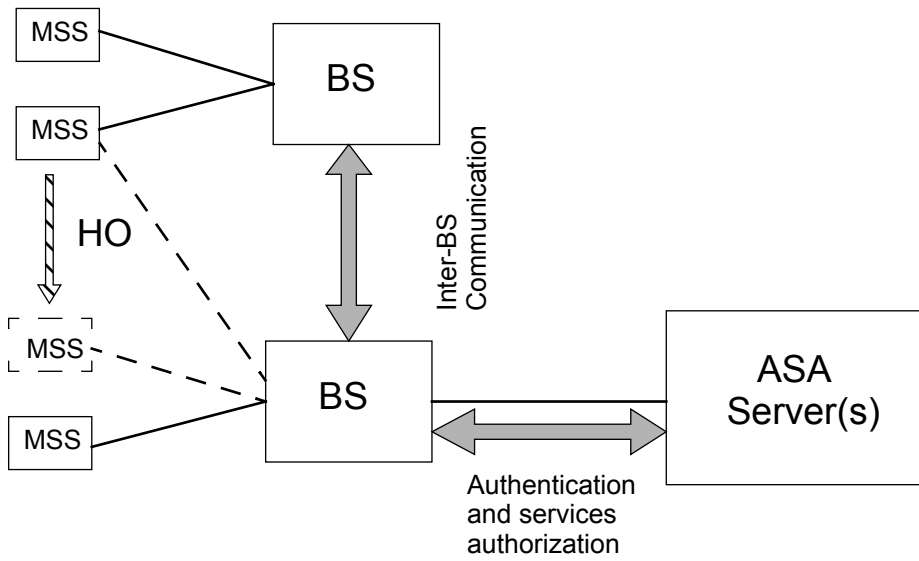 MSS
BS
MSS
Inter-BS
Communication
HO
MSS
BS
ASA
Server(s)
MSS
Authentication
and services
authorization